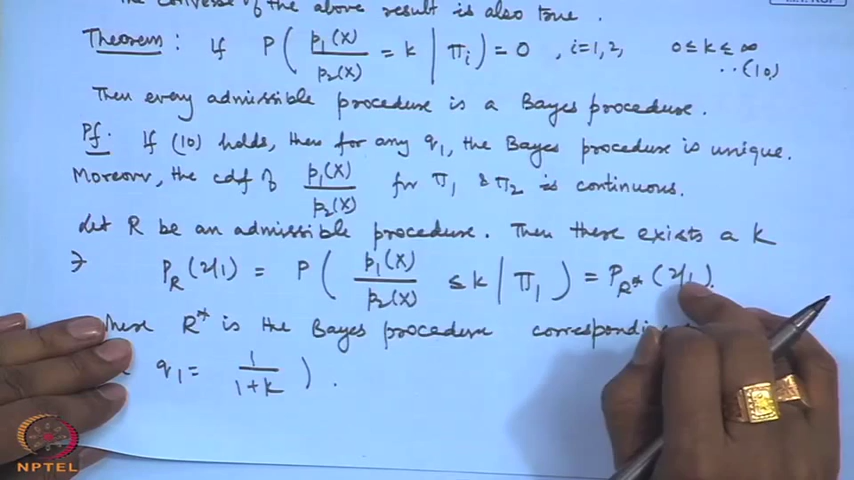 the converse of the above result is also true.
Theorem : If P( p₁(X)/p₂(X) = k | Πᵢ) = 0 , i=1,2, 0≤k≤∞
..(10)
Then every admissible procedure is a Bayes procedure.
Pf. If (10) holds, then for any q₁, the Bayes procedure is unique.
Moreover, the cdf of p₁(X)/p₂(X) for Π₁ & Π₂ is continuous.
Let R be an admissible procedure. Then there exists a k
∋ P_R(2/1) = P( p₁(X)/p₂(X) ≤ k | Π₁ ) = P_R*(2/1).
R* is the Bayes procedure
q₁ = 1/(1+k) ).
NPTEL